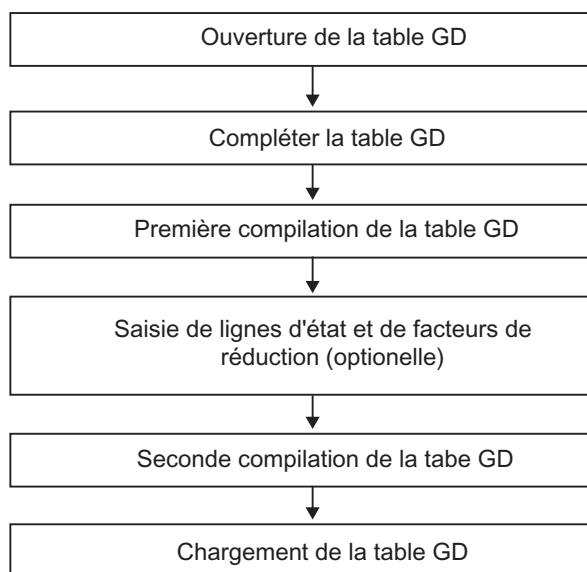 Ouverture de la table GD
Compléter la table GD
Première compilation de la table GD
Saisie de lignes d'état et de facteurs de
réduction (optionelle)
Seconde compilation de la tabe GD
Chargement de la table GD